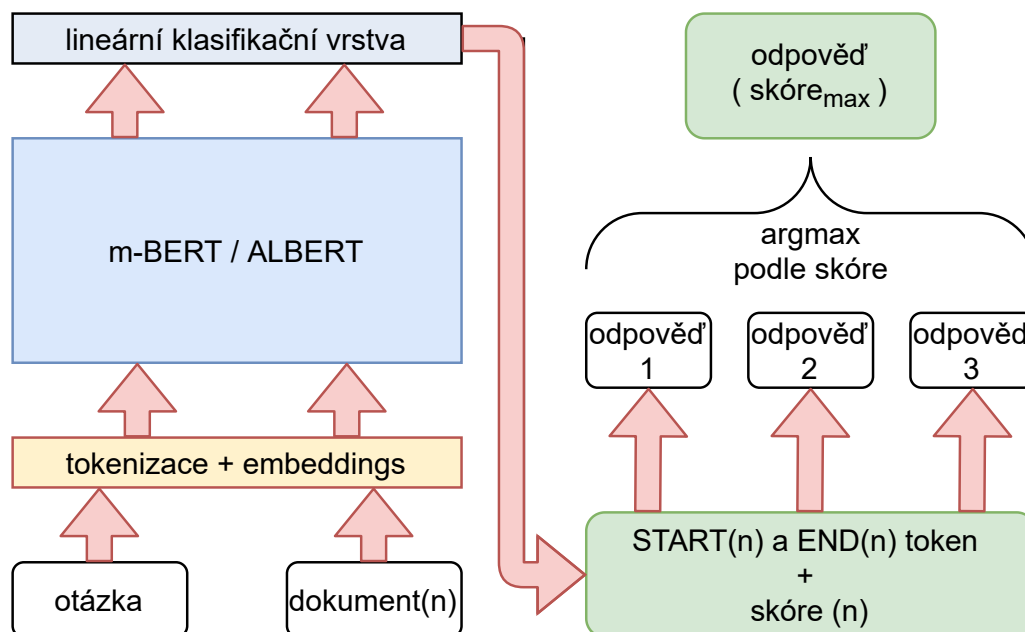 lineární klasifikační vrstva
m-BERT / ALBERT
tokenizace + embeddings
otázka
dokument(n)
odpověď
( skóremax )
argmax
podle skóre
odpověď
1
odpověď
2
odpověď
3
START(n) a END(n) token
+
skóre (n)